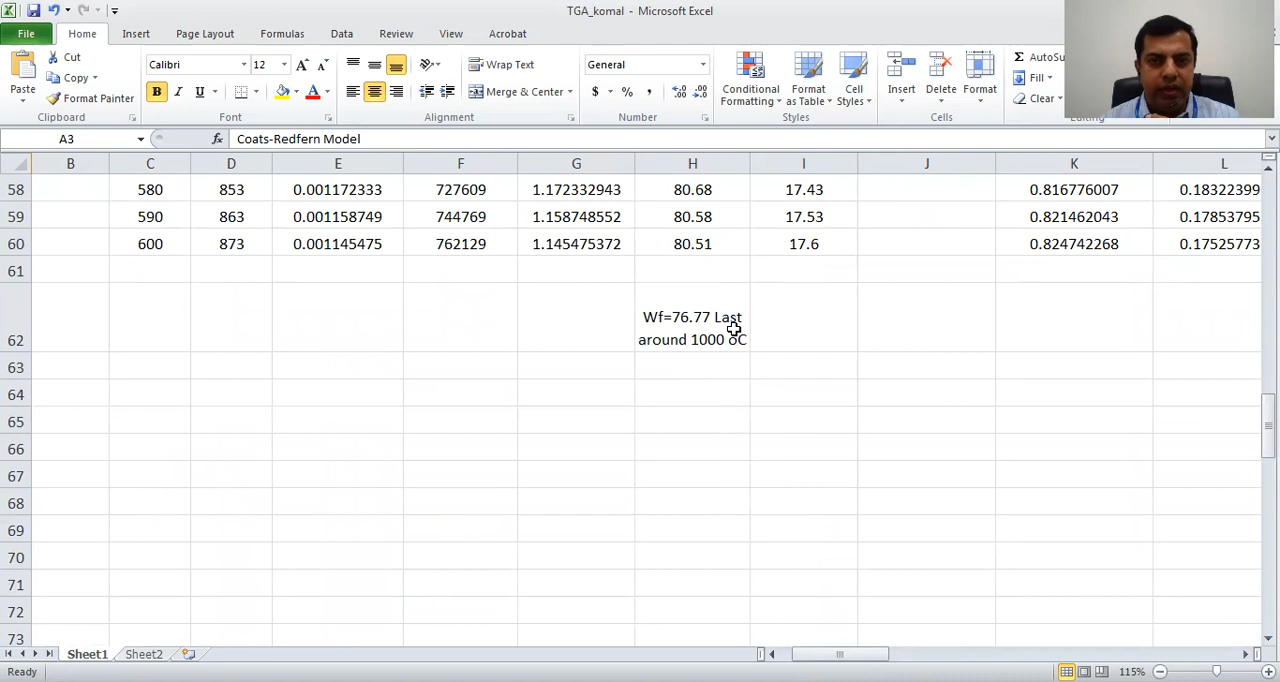 TGA_komal - Microsoft Excel
File Home Insert Page Layout Formulas Data Review View Acrobat
Cut
Copy
Format Painter
Paste
Calibri 12
B I U
Wrap Text
Merge & Center
General
$ % ,
Conditional Formatting
Format as Table
Cell Styles
Insert Delete Format
Σ AutoSu
Fill
Clear
Clipboard Font Alignment Number Styles Cells
A3 fx Coats-Redfern Model
B C D E F G H I J K L
58 580 853 0.001172333 727609 1.172332943 80.68 17.43 0.816776007 0.18322399
59 590 863 0.001158749 744769 1.158748552 80.58 17.53 0.821462043 0.17853795
60 600 873 0.001145475 762129 1.145475372 80.51 17.6 0.824742268 0.17525773
61
Wf=76.77 Last
62 around 1000 oC
63
64
65
66
67
68
69
70
71
72
73
Sheet1 Sheet2
Ready 115%